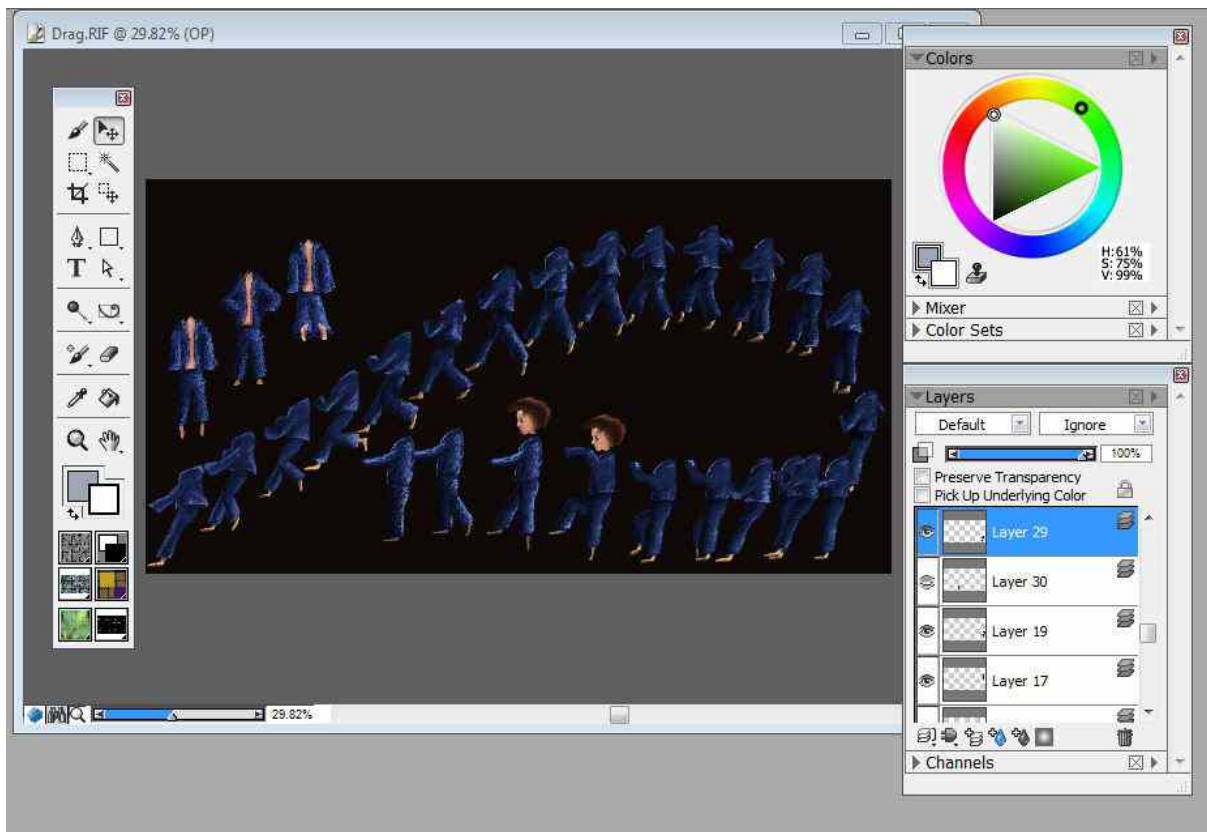 Drag.RIF @ 29.82% (OP)
T
29.82%
Colors
H:61%
S: 75%
V: 99%
Mixer
Color Sets
Layers
Default
Ignore
100%
Preserve Transparency
Pick Up Underlying Color
Layer 29
Layer 30
Layer 19
Layer 17
Channels